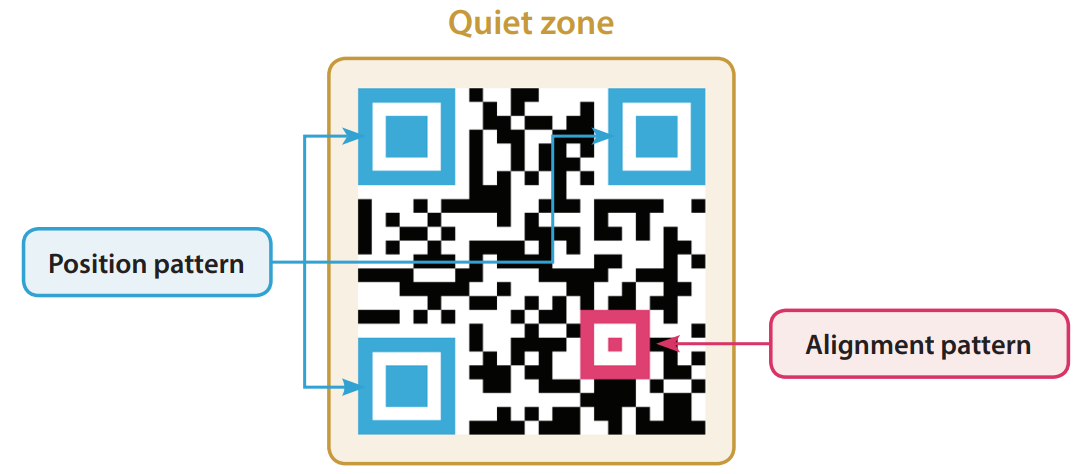 Quiet zone
Position pattern
Alignment pattern